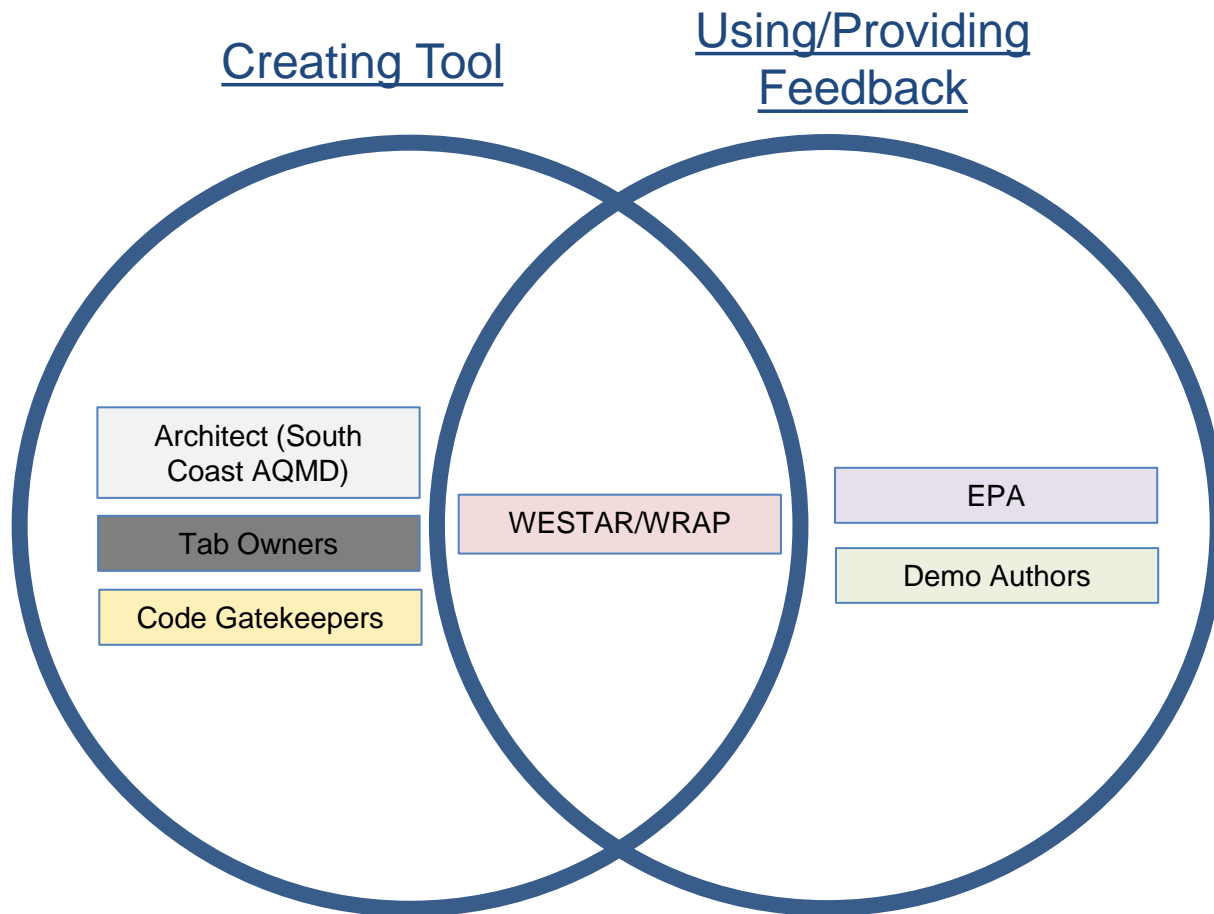 Creating Tool
Using/Providing
Feedback
Architect (South
Coast AQMD)
Tab Owners
Code Gatekeepers
WESTAR/WRAP
EPA
Demo Authors